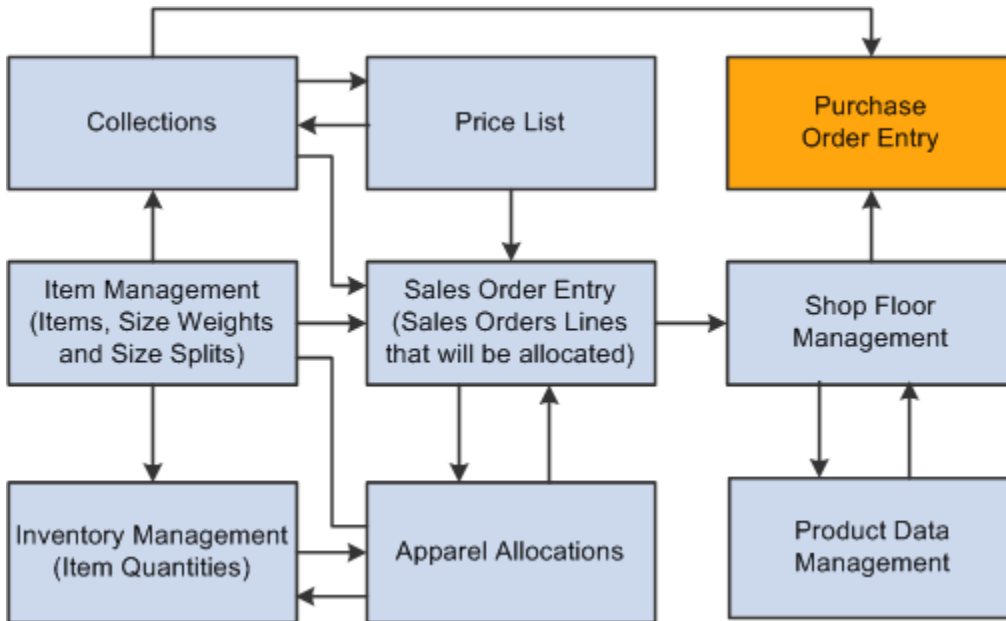 Collections
Price List
Purchase
Order Entry
Item Management
(Items, Size Weights
and Size Splits)
Sales Order Entry
(Sales Orders Lines
that will be allocated)
Shop Floor
Management
Inventory Management
(Item Quantities)
Apparel Allocations
Product Data
Management